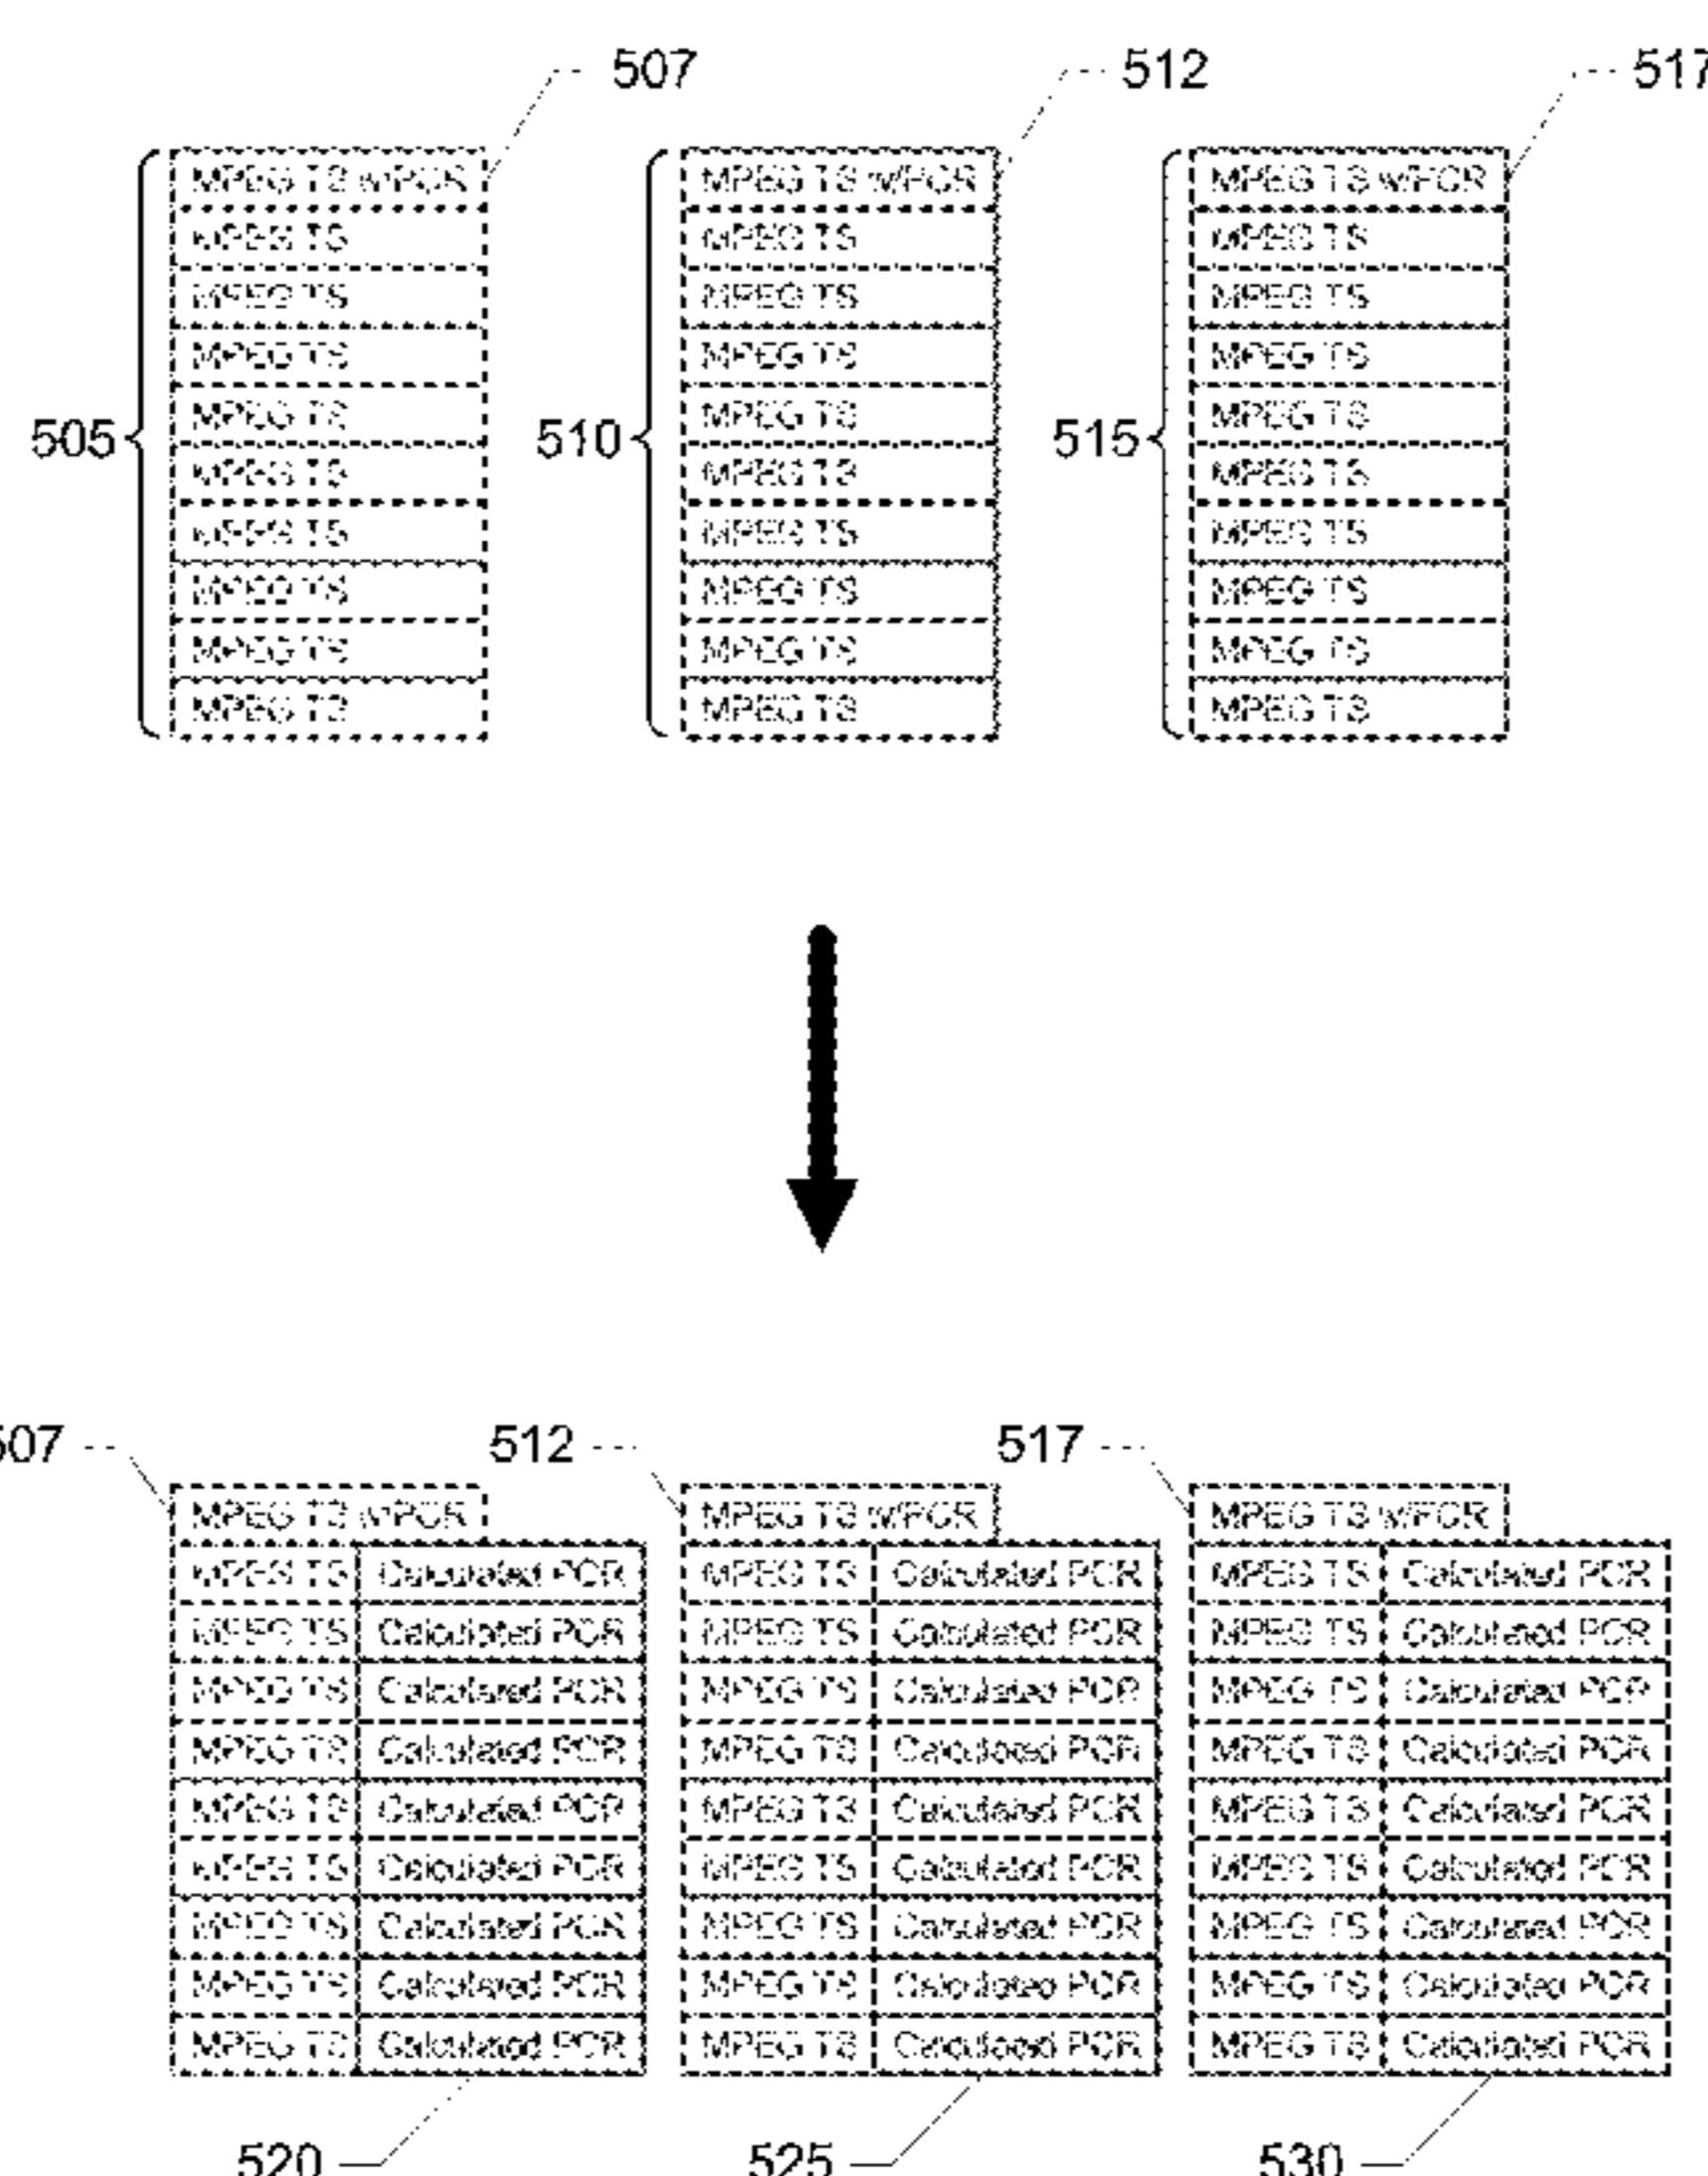 507 512 517
MPEG TS w/PCR MPEG TS w/PCR MPEG TS w/PCR
MPEG TS MPEG TS MPEG TS
MPEG TS MPEG TS MPEG TS
MPEG TS MPEG TS MPEG TS
505 MPEG TS 510 MPEG TS 515 MPEG TS
MPEG TS MPEG TS MPEG TS
MPEG TS MPEG TS MPEG TS
MPEG TS MPEG TS MPEG TS
MPEG TS MPEG TS MPEG TS
MPEG TS MPEG TS MPEG TS
507 512 517
MPEG TS w/PCR MPEG TS w/PCR MPEG TS w/PCR
MPEG TS Calculated PCR MPEG TS Calculated PCR MPEG TS Calculated PCR
MPEG TS Calculated PCR MPEG TS Calculated PCR MPEG TS Calculated PCR
MPEG TS Calculated PCR MPEG TS Calculated PCR MPEG TS Calculated PCR
MPEG TS Calculated PCR MPEG TS Calculated PCR MPEG TS Calculated PCR
MPEG TS Calculated PCR MPEG TS Calculated PCR MPEG TS Calculated PCR
MPEG TS Calculated PCR MPEG TS Calculated PCR MPEG TS Calculated PCR
MPEG TS Calculated PCR MPEG TS Calculated PCR MPEG TS Calculated PCR
MPEG TS Calculated PCR MPEG TS Calculated PCR MPEG TS Calculated PCR
MPEG TS Calculated PCR MPEG TS Calculated PCR MPEG TS Calculated PCR
520 525 530